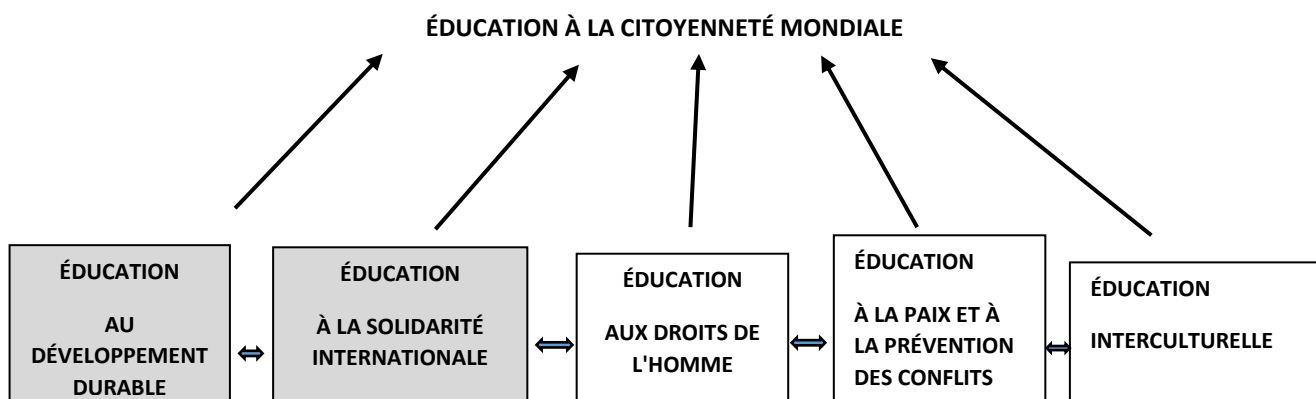 ÉDUCATION À LA CITOYENNETÉ MONDIALE
ÉDUCATION
AU
DÉVELOPPEMENT
DURABLE
ÉDUCATION
À LA SOLIDARITÉ
INTERNATIONALE
ÉDUCATION
AUX DROITS DE
L'HOMME
ÉDUCATION
À LA PAIX ET À
LA PRÉVENTION
DES CONFLITS
ÉDUCATION
INTERCULTURELLE